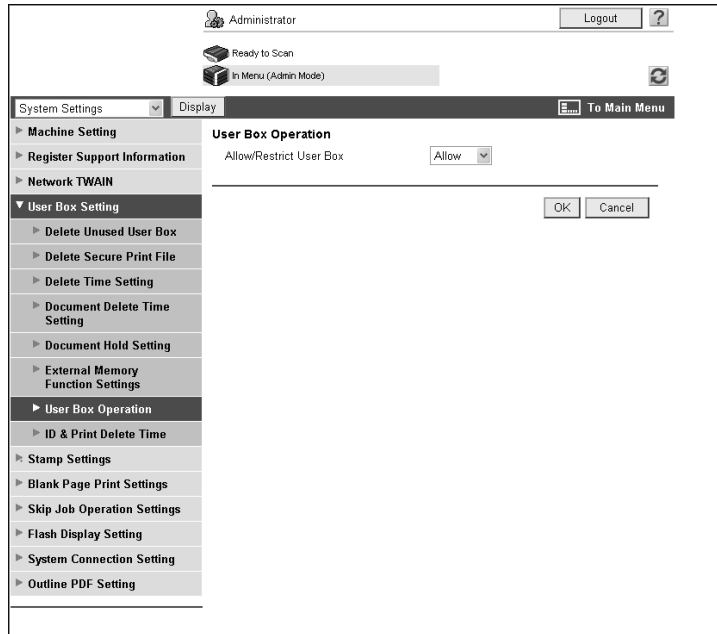 Administrator
Logout
?
Ready to Scan
In Menu (Admin Mode)
System Settings
Display
To Main Menu
Machine Setting
Register Support Information
Network TWAIN
User Box Setting
Delete Unused User Box
Delete Secure Print File
Delete Time Setting
Document Delete Time
Setting
Document Hold Setting
External Memory
Function Settings
User Box Operation
ID & Print Delete Time
Stamp Settings
Blank Page Print Settings
Skip Job Operation Settings
Flash Display Setting
System Connection Setting
Outline PDF Setting
User Box Operation
Allow/Restrict User Box
Allow
OK
Cancel